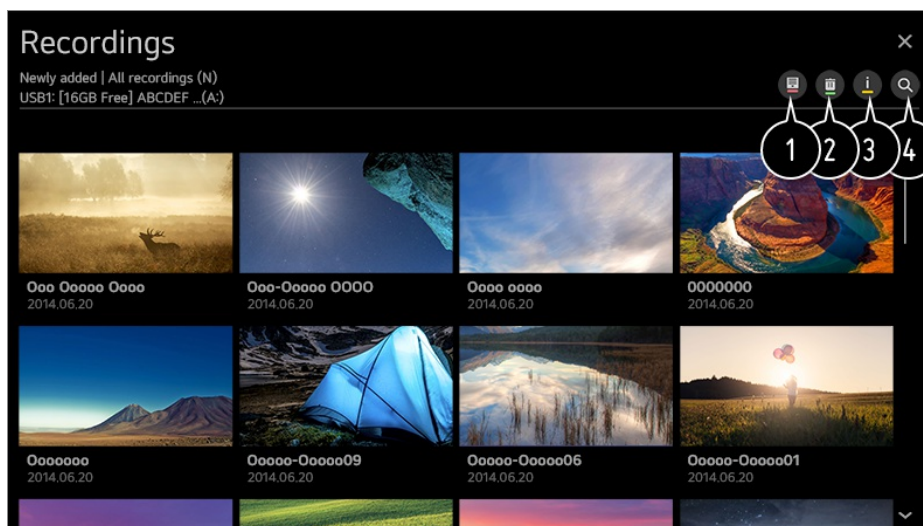 Recordings
Newly added | All recordings (N)
USB1: [16GB Free] ABCDEF ...(A:)
1 2 3 4
Ooo Ooooo Oooo
2014.06.20
Ooo-Ooooo OOOO
2014.06.20
Oooo oooo
2014.06.20
OOOOOOO
2014.06.20
Ooooooo
2014.06.20
Ooooo-Ooooo09
2014.06.20
Ooooo-Ooooo06
2014.06.20
Ooooo-Ooooo01
2014.06.20